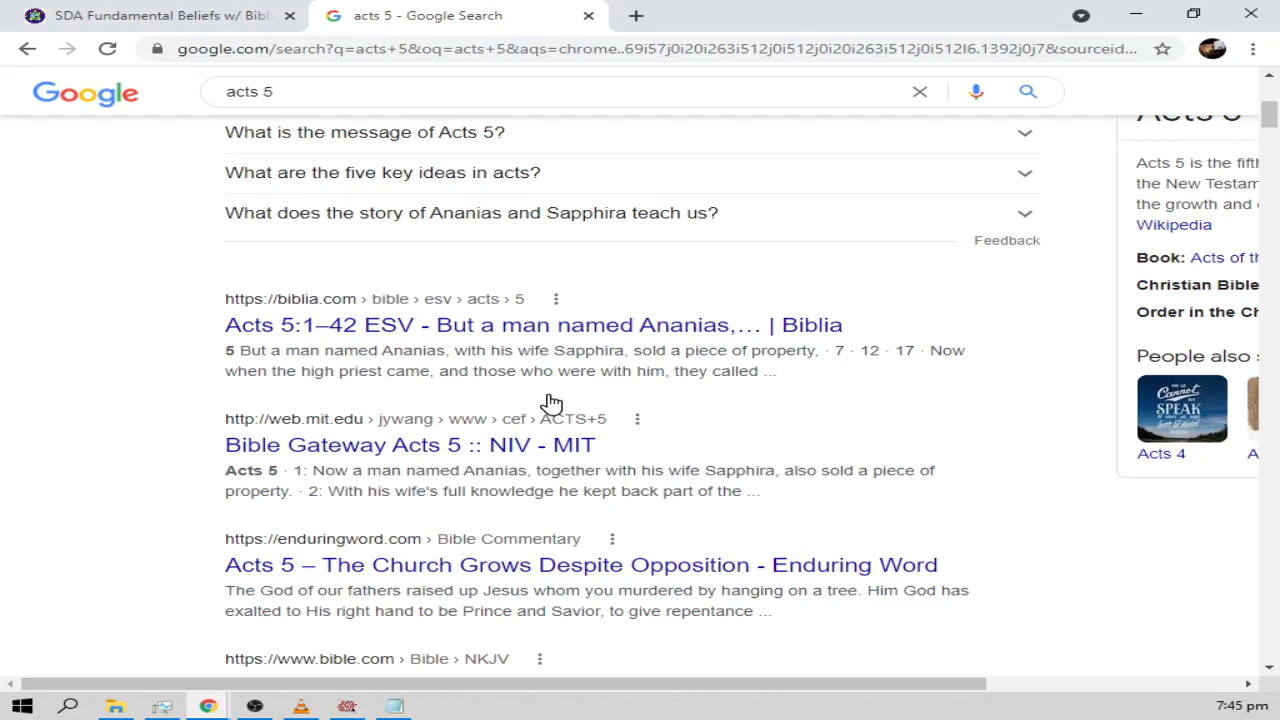 SDA Fundamental Beliefs w/ Bibl
acts 5 - Google Search
google.com/search?q=acts+5&oq=acts+5&aqs=chrome..69i57j0i20i263i512j0i512j0i20i263i512j0i512l6.1392j0j7&sourceid...
Google
acts 5
What is the message of Acts 5?
What are the five key ideas in acts?
What does the story of Ananias and Sapphira teach us?
Feedback
https://biblia.com › bible › esv › acts › 5
Acts 5:1–42 ESV - But a man named Ananias,… | Biblia
5 But a man named Ananias, with his wife Sapphira, sold a piece of property, · 7 · 12 · 17 · Now
when the high priest came, and those who were with him, they called ...
http://web.mit.edu › jywang › www › cef › ACTS+5
Bible Gateway Acts 5 :: NIV - MIT
Acts 5 · 1: Now a man named Ananias, together with his wife Sapphira, also sold a piece of
property. · 2: With his wife's full knowledge he kept back part of the ...
https://enduringword.com › Bible Commentary
Acts 5 – The Church Grows Despite Opposition - Enduring Word
The God of our fathers raised up Jesus whom you murdered by hanging on a tree. Him God has
exalted to His right hand to be Prince and Savior, to give repentance ...
https://www.bible.com › Bible › NKJV
Acts 5
Acts 5 is the fifth
the New Testam
the growth and
Wikipedia
Book: Acts of th
Christian Bible
Order in the Ch
People also
We
CANNOT
BUT
SPEAK
Acts 4
A
7:45 pm